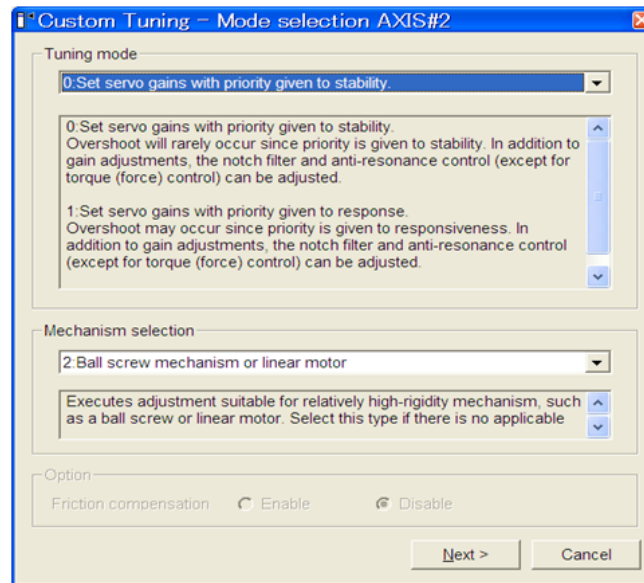 Custom Tuning - Mode selection AXIS#2
Tuning mode
0:Set servo gains with priority given to stability.
0:Set servo gains with priority given to stability.
Overshoot will rarely occur since priority is given to stability. In addition to
gain adjustments, the notch filter and anti-resonance control (except for
torque (force) control) can be adjusted.
1:Set servo gains with priority given to response.
Overshoot may occur since priority is given to responsiveness. In
addition to gain adjustments, the notch filter and anti-resonance control
(except for torque (force) control) can be adjusted.
Mechanism selection
2:Ball screw mechanism or linear motor
Executes adjustment suitable for relatively high-rigidity mechanism, such
as a ball screw or linear motor. Select this type if there is no applicable
Option
Friction compensation Enable Disable
Next > Cancel